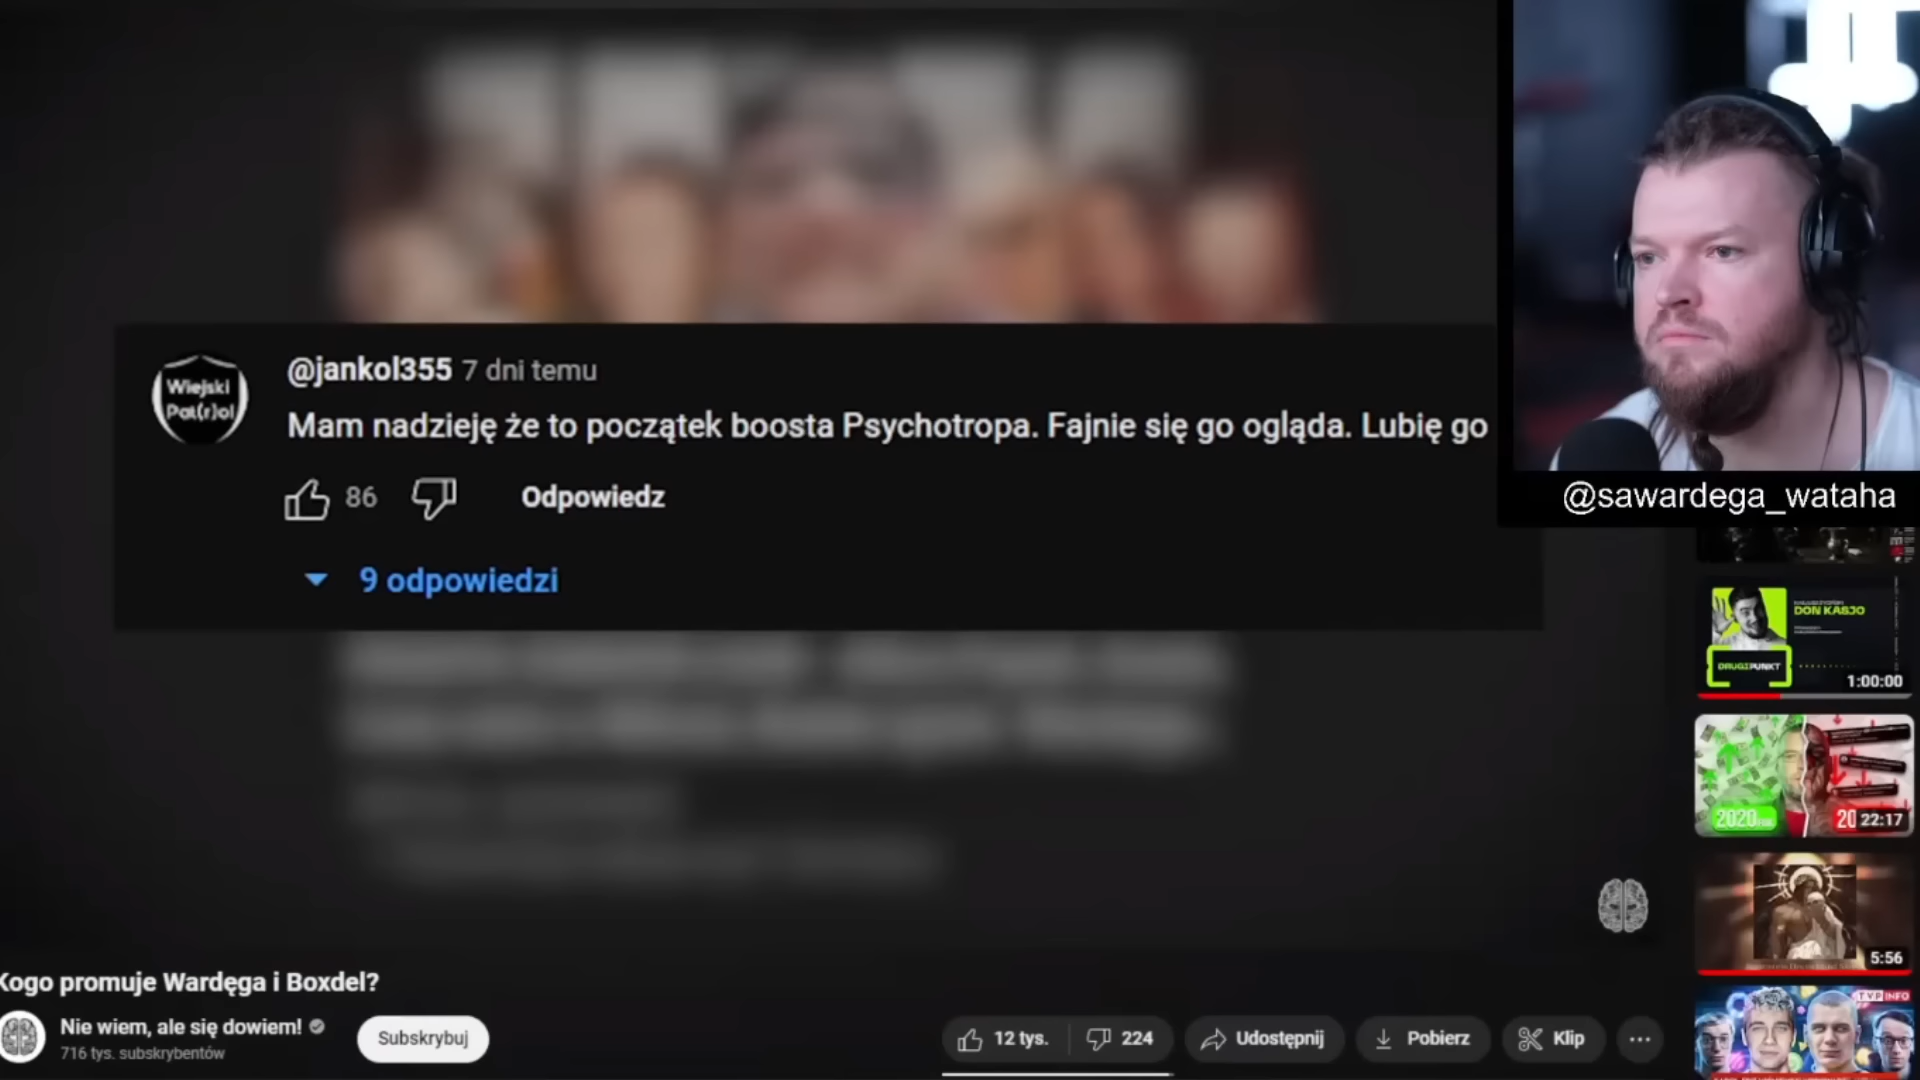 Wiejski
Pat(r)ol
@jankol355 7 dni temu
Mam nadzieję że to początek boosta Psychotropa. Fajnie się go ogląda. Lubię go
86
Odpowiedz
9 odpowiedzi
@sawardega_wataha
DON KASJO
DRUGIPUNKT
1:00:00
2020
20
22:17
5:56
TVP INFO
Kogo promuje Wardęga i Boxdel?
Nie wiem, ale się dowiem!
716 tys. subskrybentów
Subskrybuj
12 tys.
224
Udostępnij
Pobierz
Klip